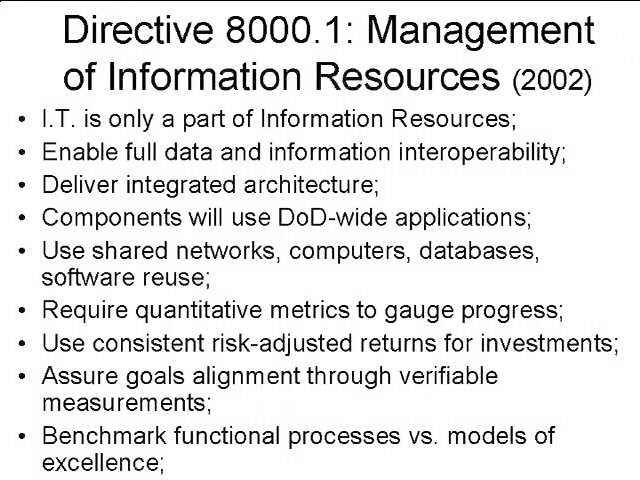 Directive 8000.1: Management
of Information Resources (2002)
• I.T. is only a part of Information Resources;
• Enable full data and information interoperability;
• Deliver integrated architecture;
• Components will use DoD-wide applications;
• Use shared networks, computers, databases,
software reuse;
• Require quantitative metrics to gauge progress;
• Use consistent risk-adjusted returns for investments;
• Assure goals alignment through verifiable
measurements;
• Benchmark functional processes vs. models of
excellence;